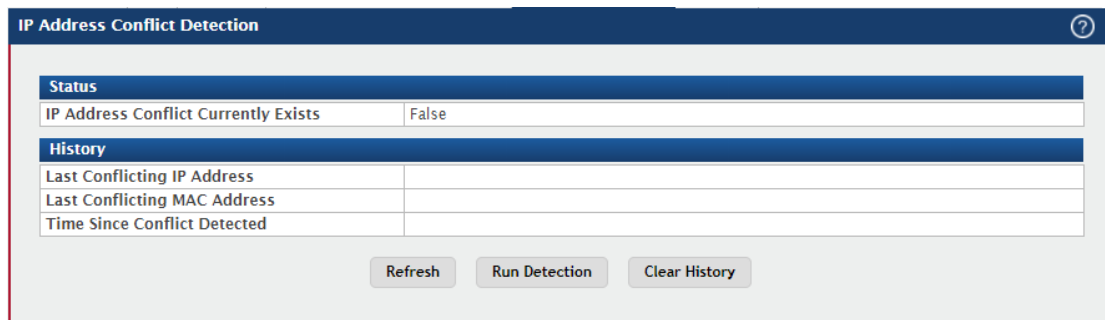 IP Address Conflict Detection ?
Status
IP Address Conflict Currently Exists False
History
Last Conflicting IP Address
Last Conflicting MAC Address
Time Since Conflict Detected
Refresh Run Detection Clear History